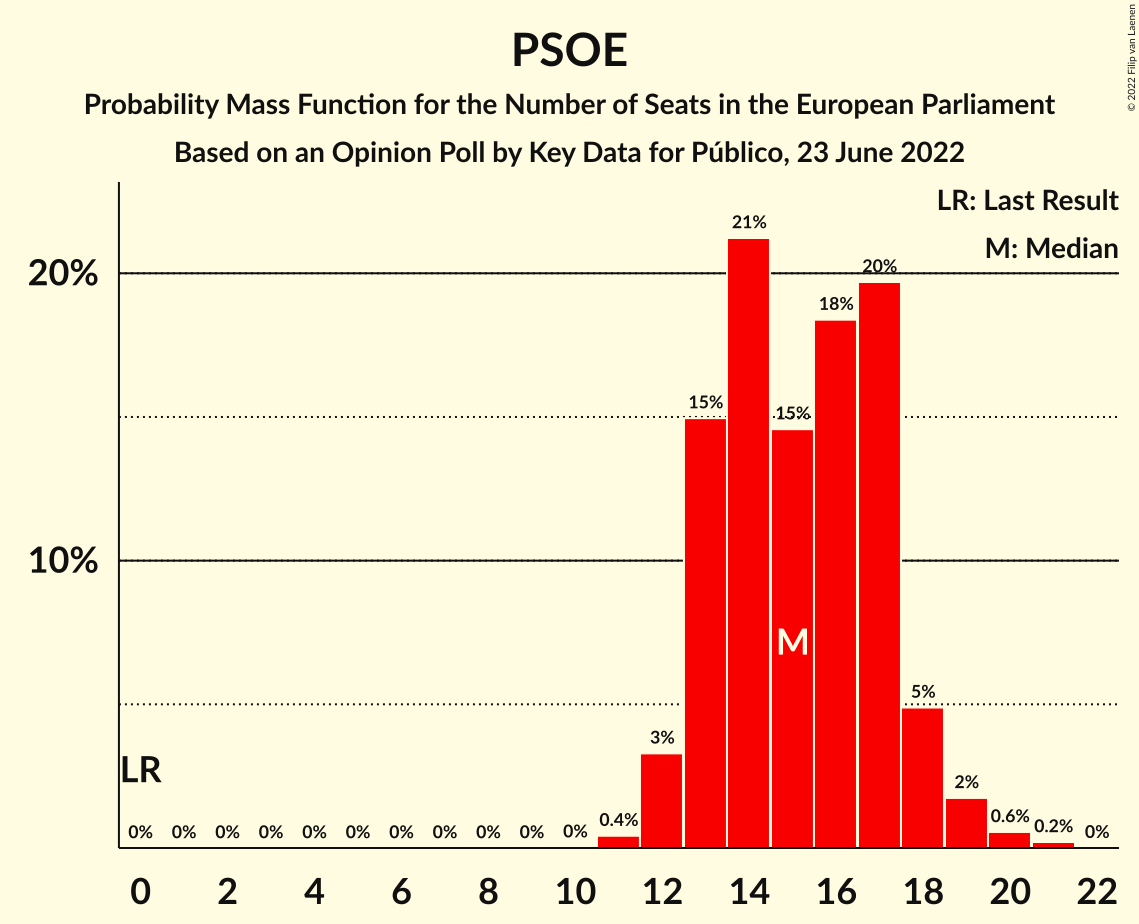 PSOE
Probability Mass Function for the Number of Seats in the European Parliament
Based on an Opinion Poll by Key Data for Público, 23 June 2022
© 2022 Filip van Laenen
LR: Last Result
M: Median
20%
10%
LR
M
0% 0% 0% 0% 0% 0% 0% 0% 0% 0% 0% 0.4% 3% 15% 21% 15% 18% 20% 5% 2% 0.6% 0.2% 0%
0 2 4 6 8 10 12 14 16 18 20 22